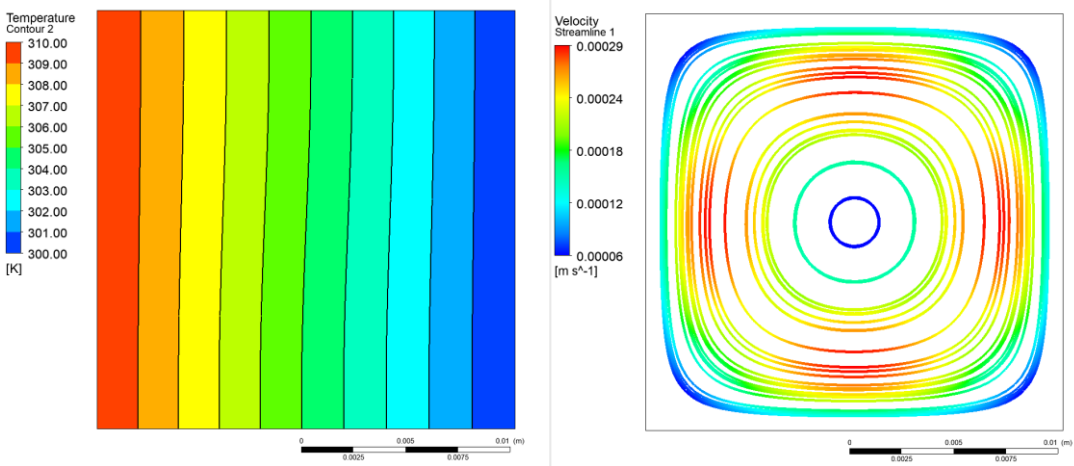 Temperature
Contour 2
310.00
309.00
308.00
307.00
306.00
305.00
304.00
303.00
302.00
301.00
300.00
[K]
0 0.005 0.01 (m)
0.0025 0.0075
Velocity
Streamline 1
0.00029
0.00024
0.00018
0.00012
0.00006
[m s^-1]
0 0.005 0.01 (m)
0.0025 0.0075